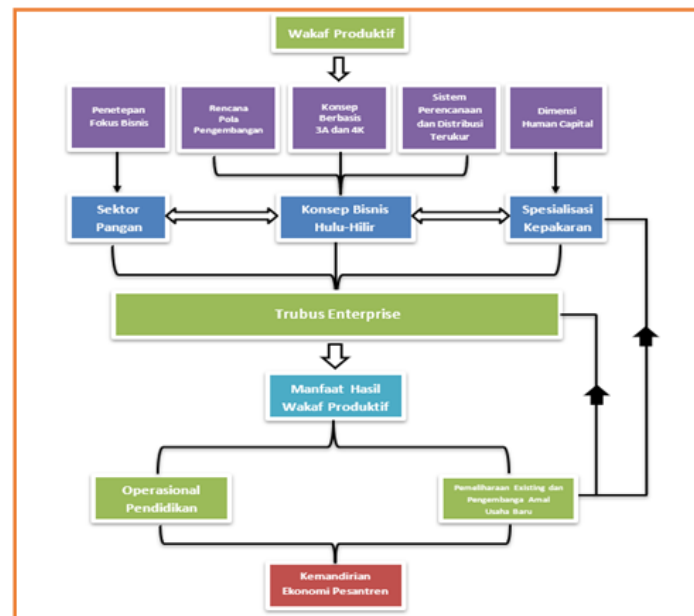 Wakaf Produktif
Penetepan
Fokus Bisnis
Rencana
Pola
Pengembangan
Konsep
Berbasis
3A dan 4K
Sistem
Perencanaan
dan Distribusi
Terukur
Dimensi
Human Capital
Sektor
Pangan
Konsep Bisnis
Hulu-Hilir
Spesialisasi
Kepakaran
Trubus Enterprise
Manfaat Hasil
Wakaf Produktif
Operasional
Pendidikan
Pemeliharaan Existing dan
Pengembanga Amal
Usaha Baru
Kemandirian
Ekonomi Pesantren